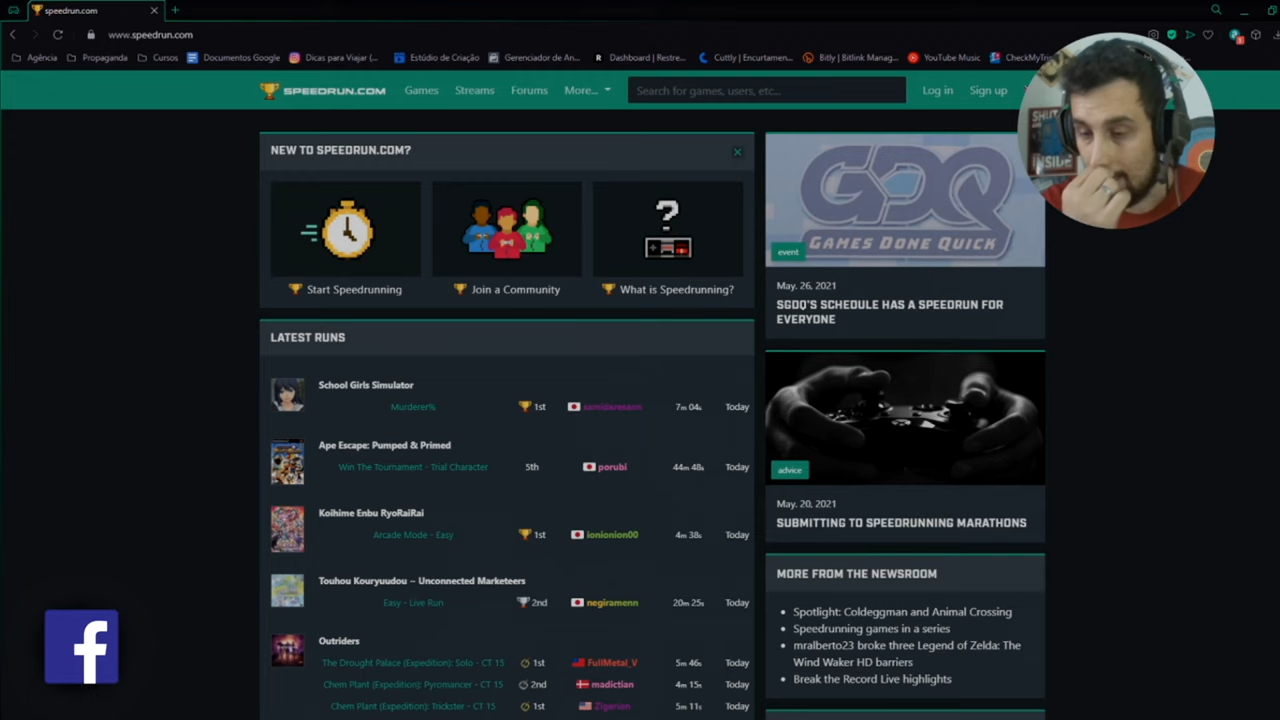 speedrun.com
www.speedrun.com
Agência
Propaganda
Cursos
Documentos Google
Dicas para Viajar (...
Estúdio de Criação
Gerenciador de An...
Dashboard | Restre...
Cuttly | Encurtamen...
Bitly | Bitlink Manag...
YouTube Music
CheckMyTrip
SPEEDRUN.COM
Games
Streams
Forums
More...
Search for games, users, etc...
Log in
Sign up
SHUT
INSIDE
NEW TO SPEEDRUN.COM?
Start Speedrunning
Join a Community
What is Speedrunning?
LATEST RUNS
School Girls Simulator
Murderer% 1st 7m 04s Today
Ape Escape: Pumped & Primed
Win The Tournament - Trial Character 5th porubi 44m 48s Today
Koihime Enbu RyoRaiRai
Arcade Mode - Easy 1st ionionion00 4m 38s Today
Touhou Kouryuudou – Unconnected Marketeers
Easy - Live Run 2nd negiramenn 20m 25s Today
Outriders
The Drought Palace (Expedition): Solo - CT 15 1st FullMetal_V 5m 46s Today
Chem Plant (Expedition): Pyromancer - CT 15 2nd madictian 4m 15s Today
Chem Plant (Expedition): Trickster - CT 15 1st Zigerian 5m 11s Today
GDQ
GAMES DONE QUICK
event
May. 26, 2021
SGDQ'S SCHEDULE HAS A SPEEDRUN FOR
EVERYONE
advice
May. 20, 2021
SUBMITTING TO SPEEDRUNNING MARATHONS
MORE FROM THE NEWSROOM
Spotlight: Coldeggman and Animal Crossing
Speedrunning games in a series
mralberto23 broke three Legend of Zelda: The
Wind Waker HD barriers
Break the Record Live highlights
f